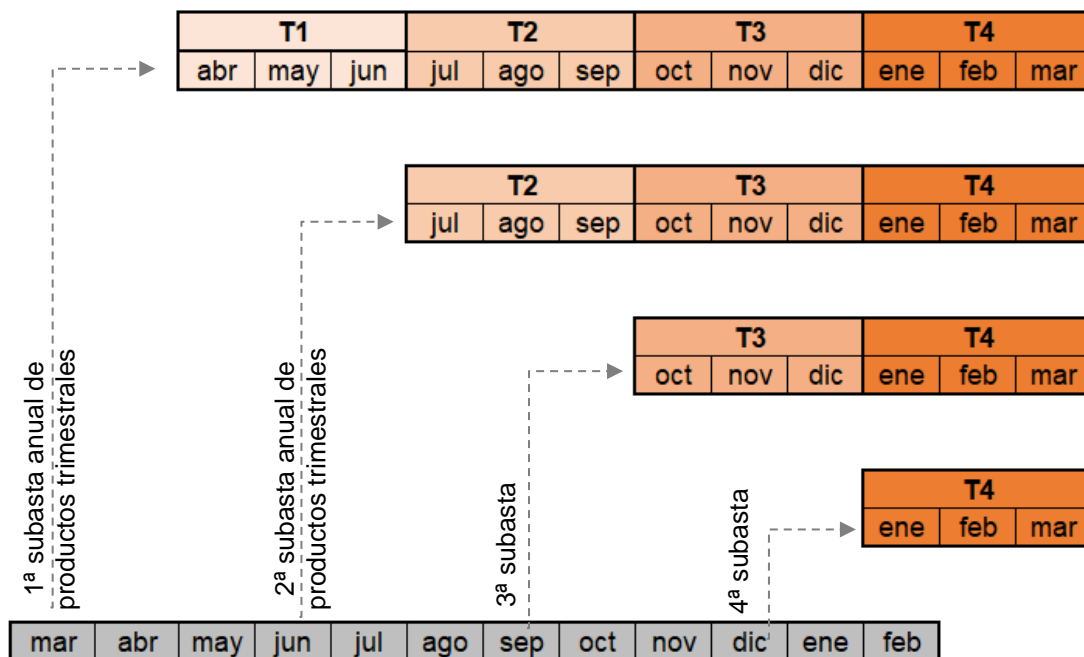 T1 T2 T3 T4
abr may jun jul ago sep oct nov dic ene feb mar
T2 T3 T4
jul ago sep oct nov dic ene feb mar
T3 T4
oct nov dic ene feb mar
T4
ene feb mar
1ª subasta anual de
productos trimestrales
2ª subasta anual de
productos trimestrales
3ª subasta
4ª subasta
mar abr may jun jul ago sep oct nov dic ene feb